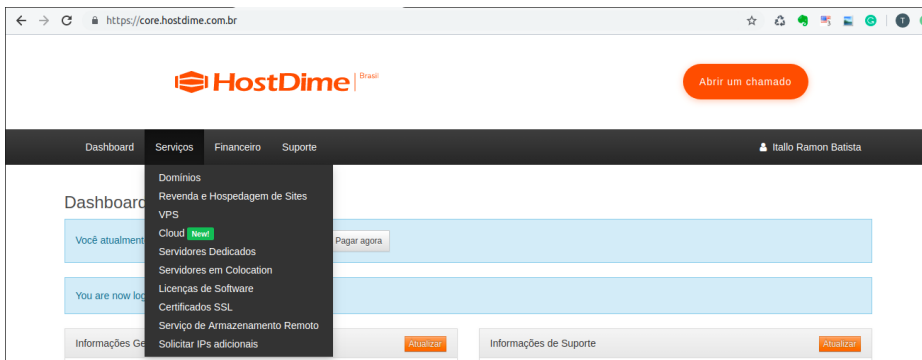 https://core.hostdime.com.br
HostDime Brasil
Abrir um chamado
Dashboard Serviços Financeiro Suporte Itallo Ramon Batista
Domínios
Revenda e Hospedagem de Sites
Dashboard
VPS
Cloud New!
Você atualment Pagar agora
Servidores Dedicados
Servidores em Colocation
Licenças de Software
You are now log
Certificados SSL
Serviço de Armazenamento Remoto
Informações Ge Atualizar Informações de Suporte Atualizar
Solicitar IPs adicionais